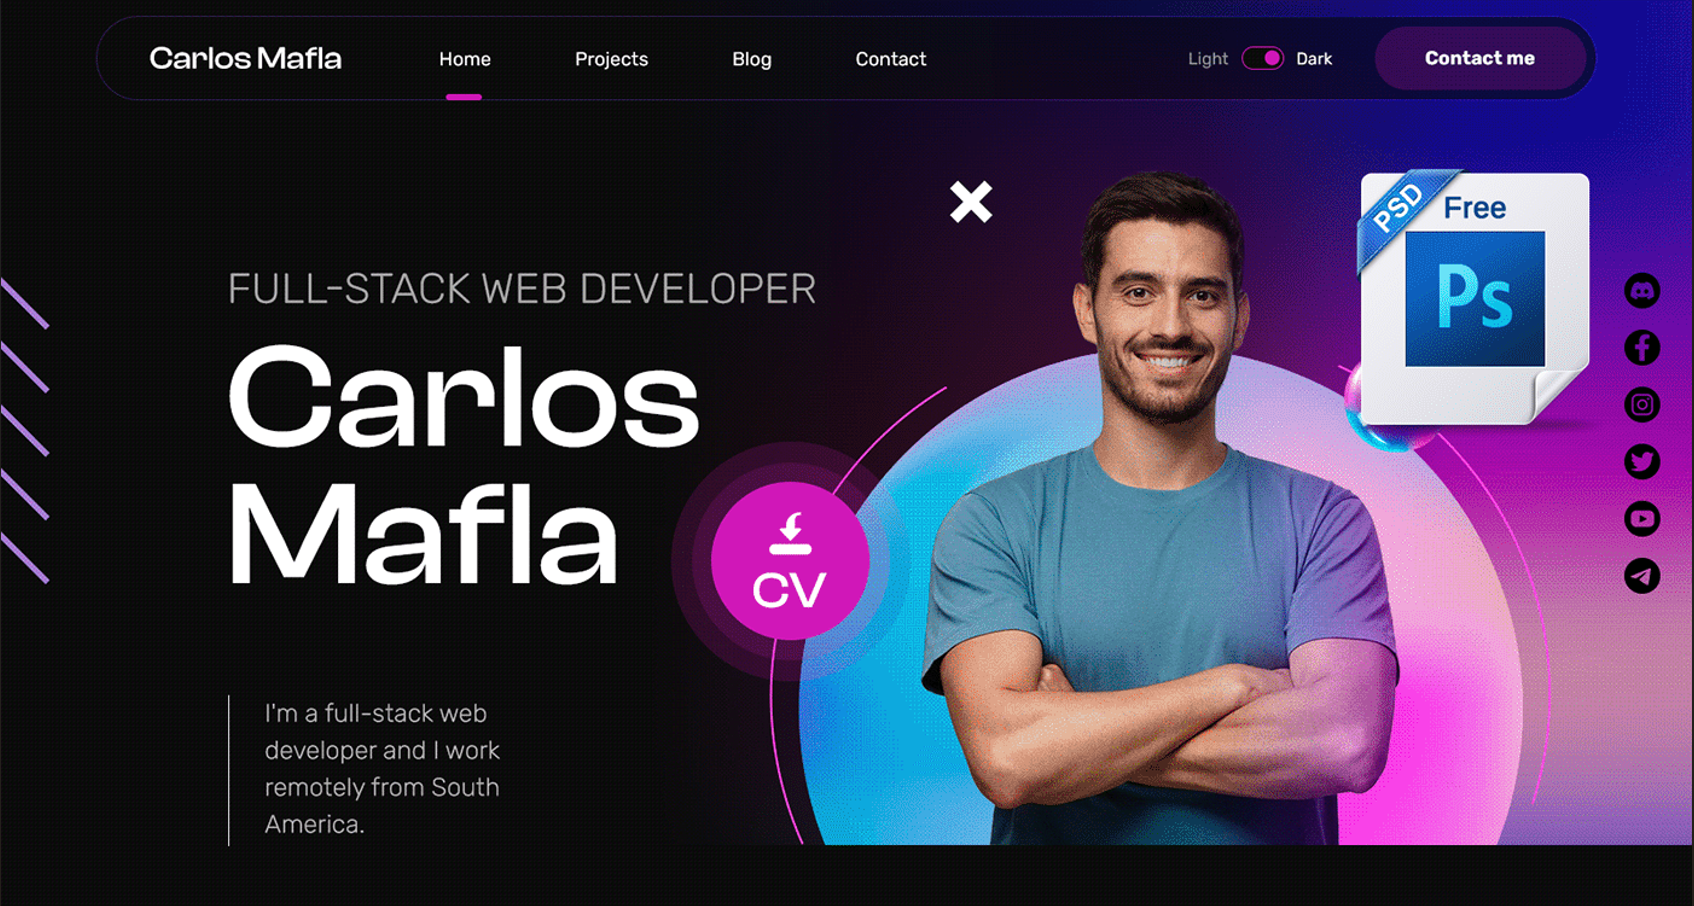 Carlos Mafla
Home
Projects
Blog
Contact
Light
Dark
Contact me
PSD
Free
Ps
FULL-STACK WEB DEVELOPER
Carlos
Mafla
CV
I'm a full-stack web
developer and I work
remotely from South
America.